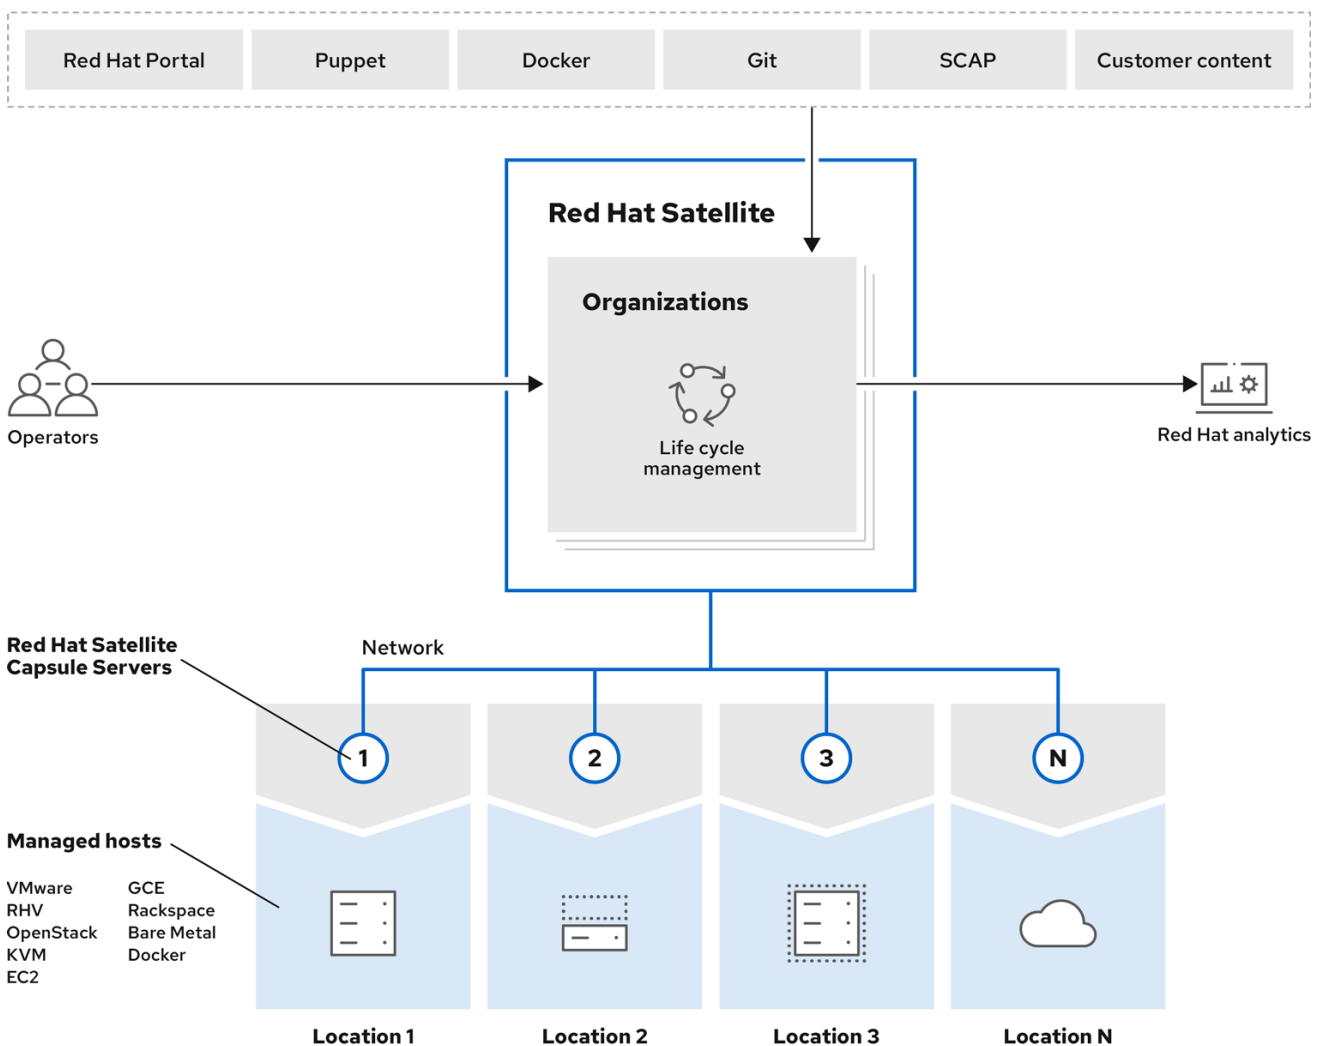 Red Hat Portal
Puppet
Docker
Git
SCAP
Customer content
Red Hat Satellite
Organizations
Life cycle
management
Operators
Red Hat analytics
Red Hat Satellite
Capsule Servers
Network
1
2
3
N
Managed hosts
VMware
RHV
OpenStack
KVM
EC2
GCE
Rackspace
Bare Metal
Docker
Location 1
Location 2
Location 3
Location N